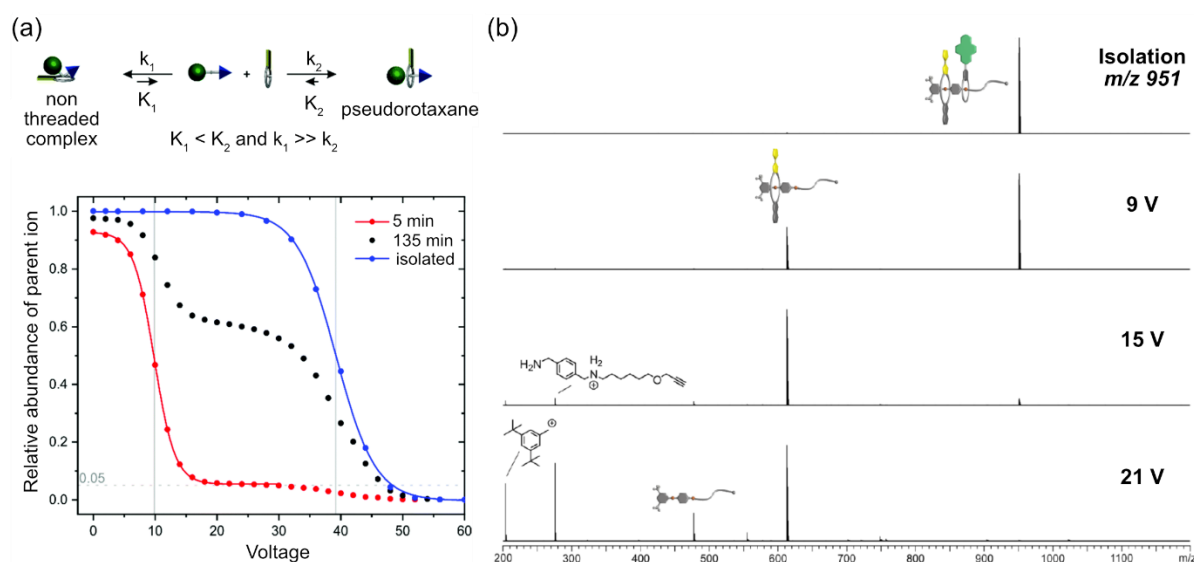 (a)
k₁
k₂
+
K₁
K₂
non
threaded
complex
pseudorotaxane
K₁ < K₂ and k₁ >> k₂
Relative abundance of parent ion
1.0
0.8
0.6
0.4
0.2
0.0
0.05
5 min
135 min
isolated
0
10
20
30
40
50
60
Voltage
(b)
Isolation
m/z 951
9 V
15 V
H₂N
H₂
N
⊕
O
21 V
⊕
200
300
400
500
600
700
800
900
1000
1100
m/z